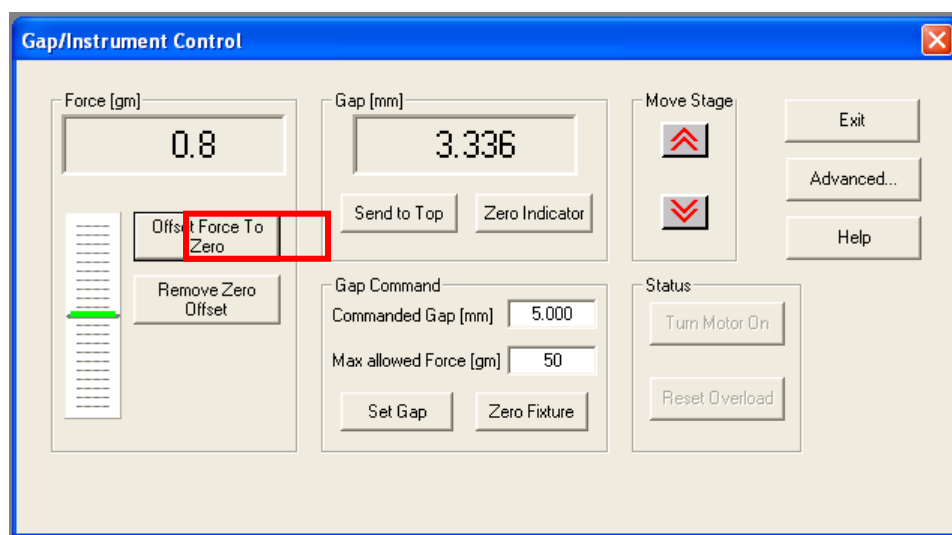 Gap/Instrument Control
Force [gm]
0.8
Offset Force To
Zero
Remove Zero
Offset
Gap [mm]
3.336
Send to Top
Zero Indicator
Gap Command
Commanded Gap [mm]
5.000
Max allowed Force [gm]
50
Set Gap
Zero Fixture
Move Stage
Status
Turn Motor On
Reset Overload
Exit
Advanced...
Help